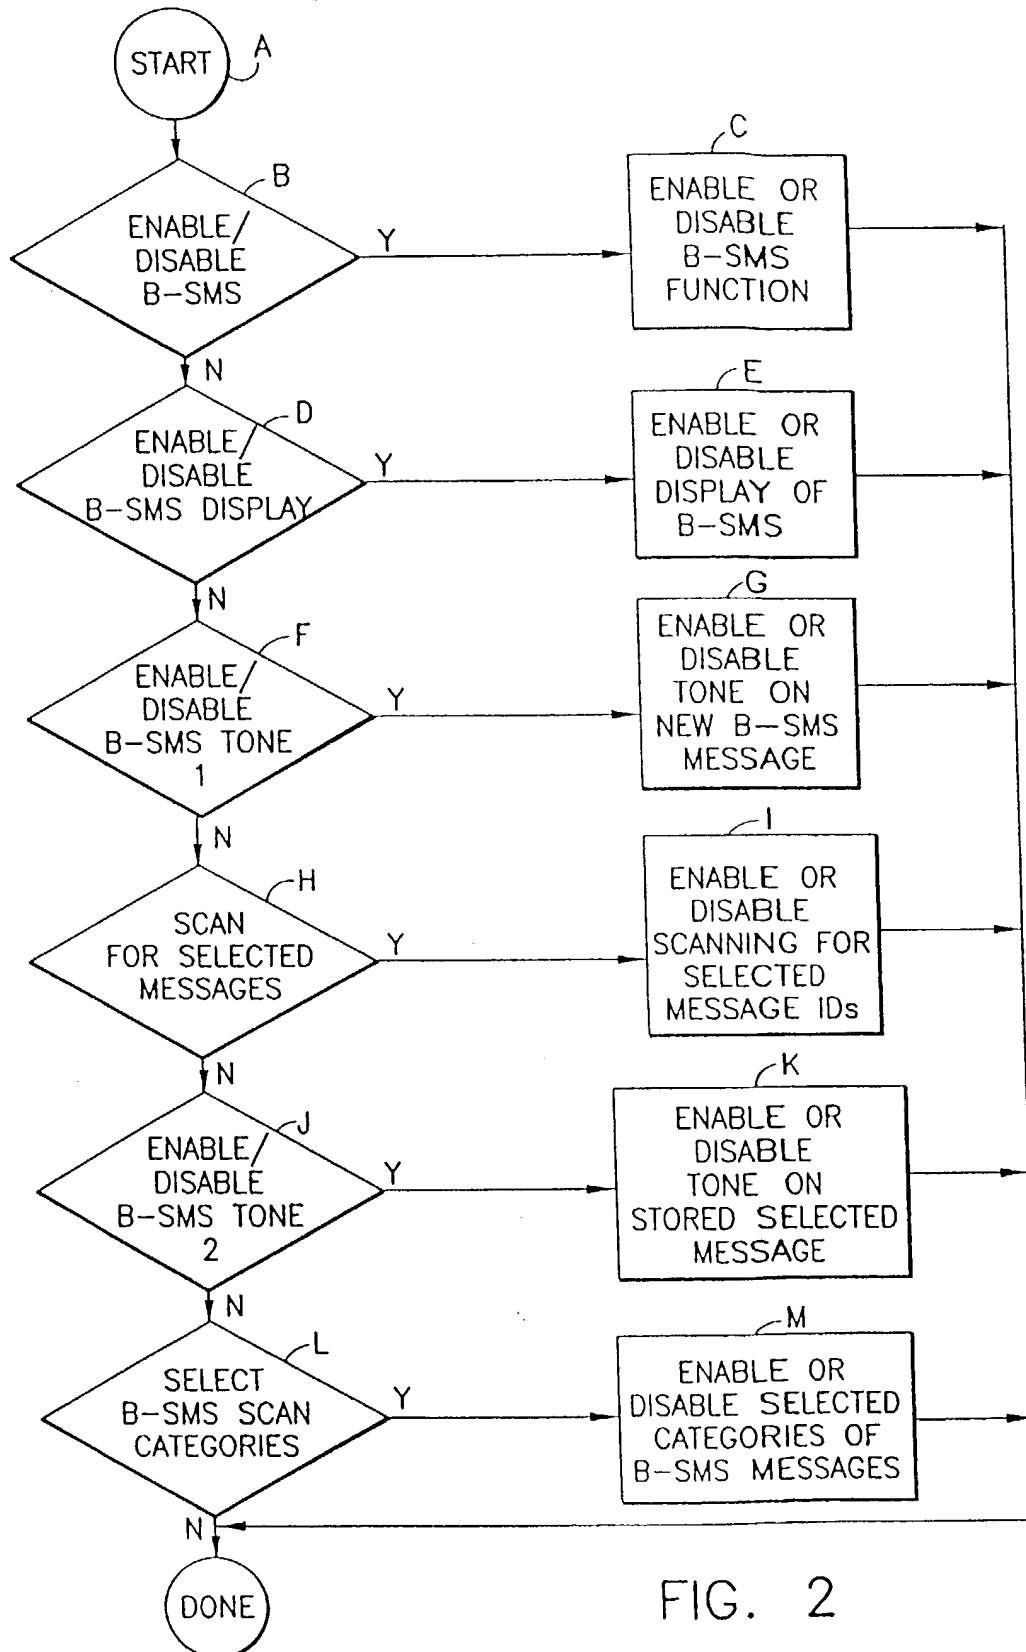 START
A
B
ENABLE/
DISABLE
B-SMS
Y
C
ENABLE OR
DISABLE
B-SMS
FUNCTION
N
D
ENABLE/
DISABLE
B-SMS DISPLAY
Y
E
ENABLE OR
DISABLE
DISPLAY OF
B-SMS
N
F
ENABLE/
DISABLE
B-SMS TONE
1
Y
G
ENABLE OR
DISABLE
TONE ON
NEW B-SMS
MESSAGE
N
H
SCAN
FOR SELECTED
MESSAGES
Y
I
ENABLE OR
DISABLE
SCANNING FOR
SELECTED
MESSAGE IDs
N
J
ENABLE/
DISABLE
B-SMS TONE
2
Y
K
ENABLE OR
DISABLE
TONE ON
STORED SELECTED
MESSAGE
N
L
SELECT
B-SMS SCAN
CATEGORIES
Y
M
ENABLE OR
DISABLE SELECTED
CATEGORIES OF
B-SMS MESSAGES
N
DONE
FIG. 2